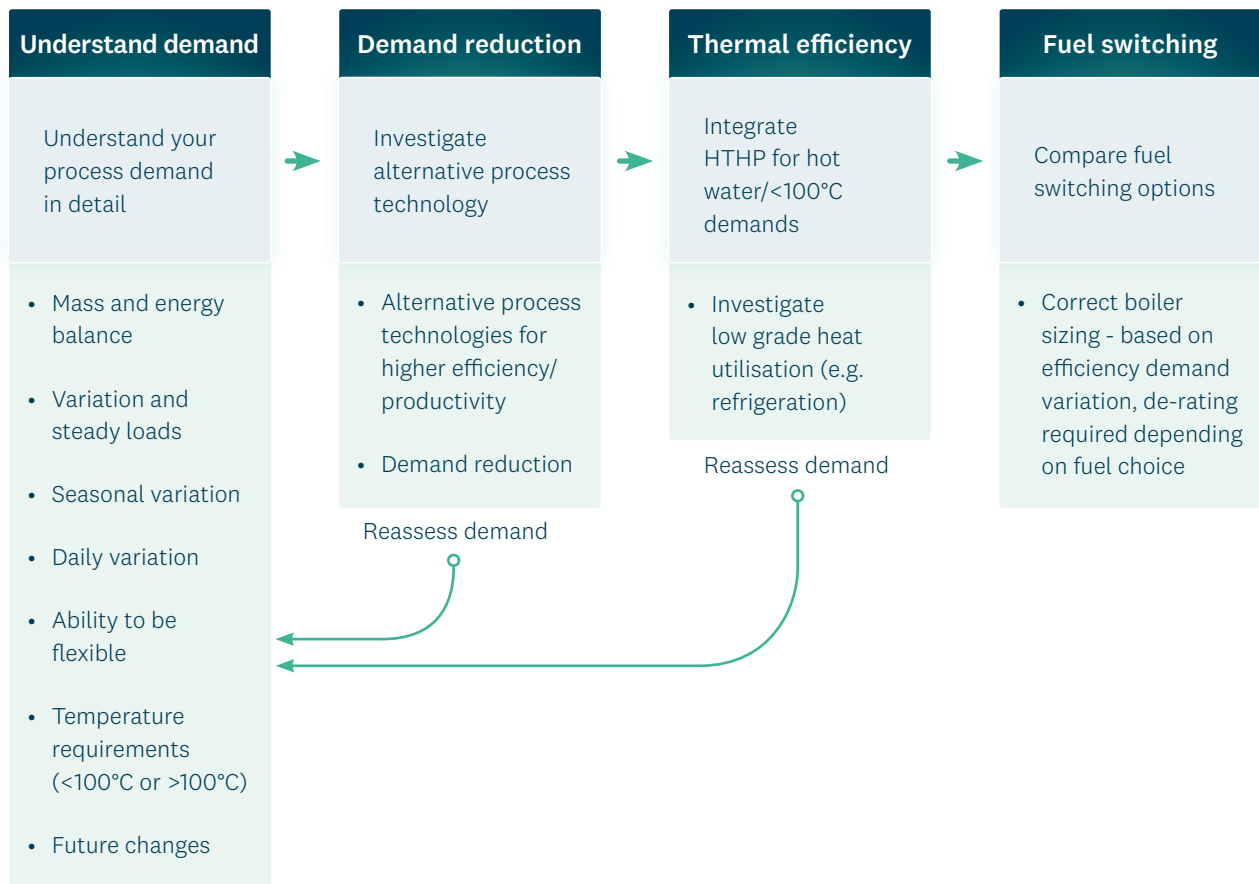 Understand demand
Understand your
process demand
in detail
• Mass and energy
balance
• Variation and
steady loads
• Seasonal variation
• Daily variation
• Ability to be
flexible
• Temperature
requirements
(<100°C or >100°C)
• Future changes
Demand reduction
Investigate
alternative process
technology
• Alternative process
technologies for
higher efficiency/
productivity
• Demand reduction
Reassess demand
Thermal efficiency
Integrate
HTHP for hot
water/<100°C
demands
• Investigate
low grade heat
utilisation (e.g.
refrigeration)
Reassess demand
Fuel switching
Compare fuel
switching options
• Correct boiler
sizing - based on
efficiency demand
variation, de-rating
required depending
on fuel choice